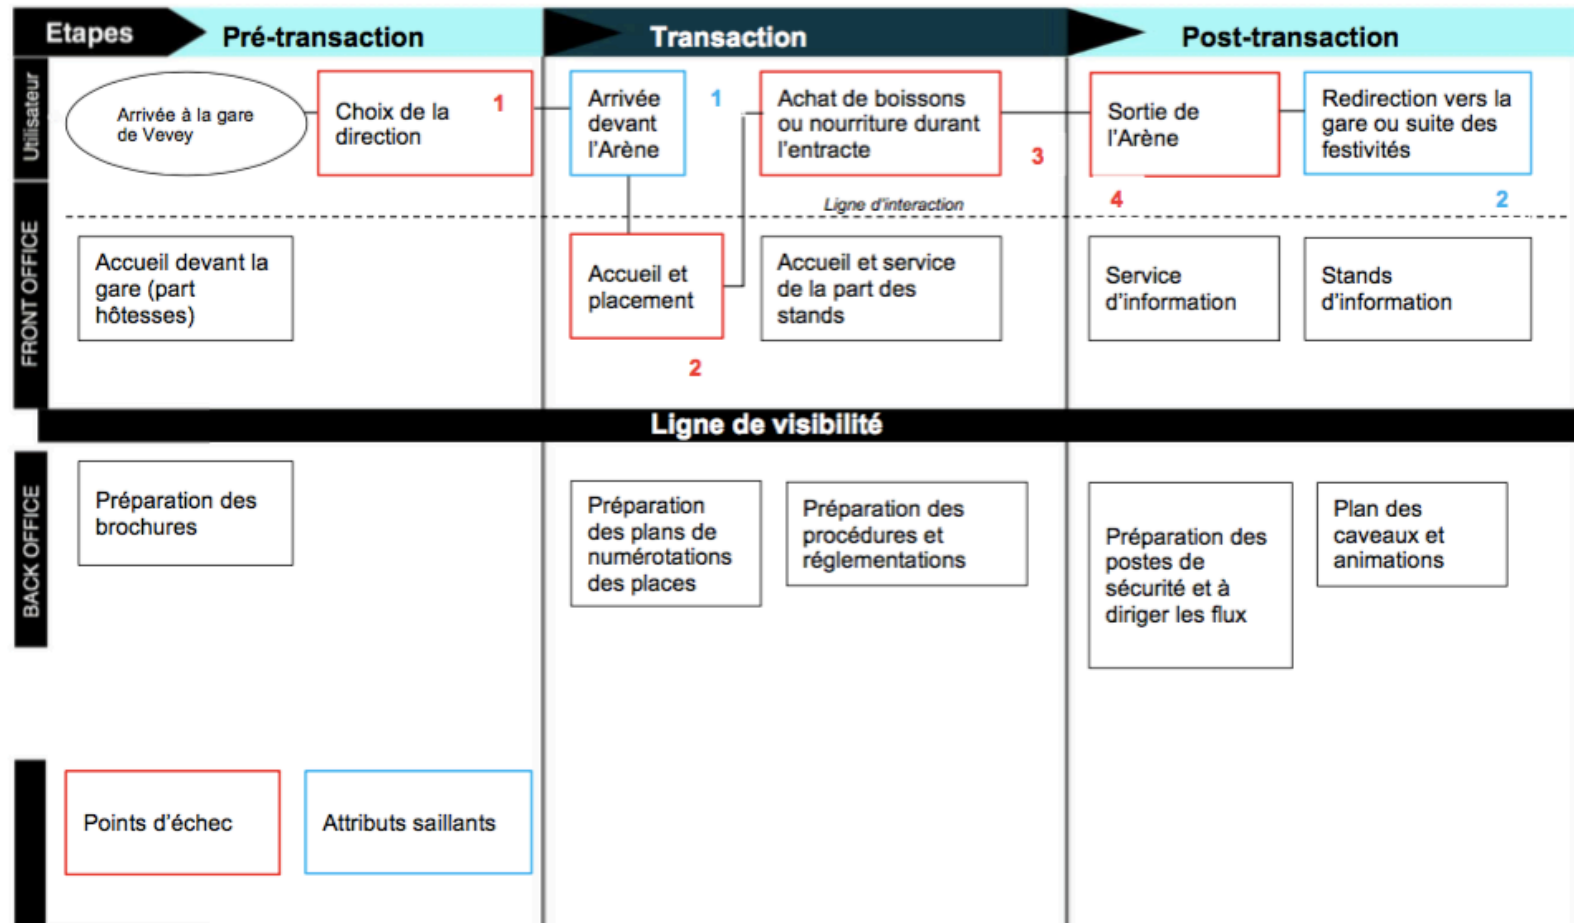 Etapes
Pré-transaction
Transaction
Post-transaction
Utilisateur
Arrivée à la gare
de Vevey
Choix de la
direction
1
Arrivée
devant
l'Arène
1
Achat de boissons
ou nourriture durant
l'entracte
3
Sortie de
l'Arène
4
Redirection vers la
gare ou suite des
festivités
2
Ligne d'interaction
FRONT OFFICE
Accueil devant la
gare (part
hôtesses)
Accueil et
placement
2
Accueil et service
de la part des
stands
Service
d'information
Stands
d'information
Ligne de visibilité
BACK OFFICE
Préparation des
brochures
Préparation
des plans de
numérotations
des places
Préparation des
procédures et
réglementations
Préparation des
postes de
sécurité et à
diriger les flux
Plan des
caveaux et
animations
Points d'échec
Attributs saillants